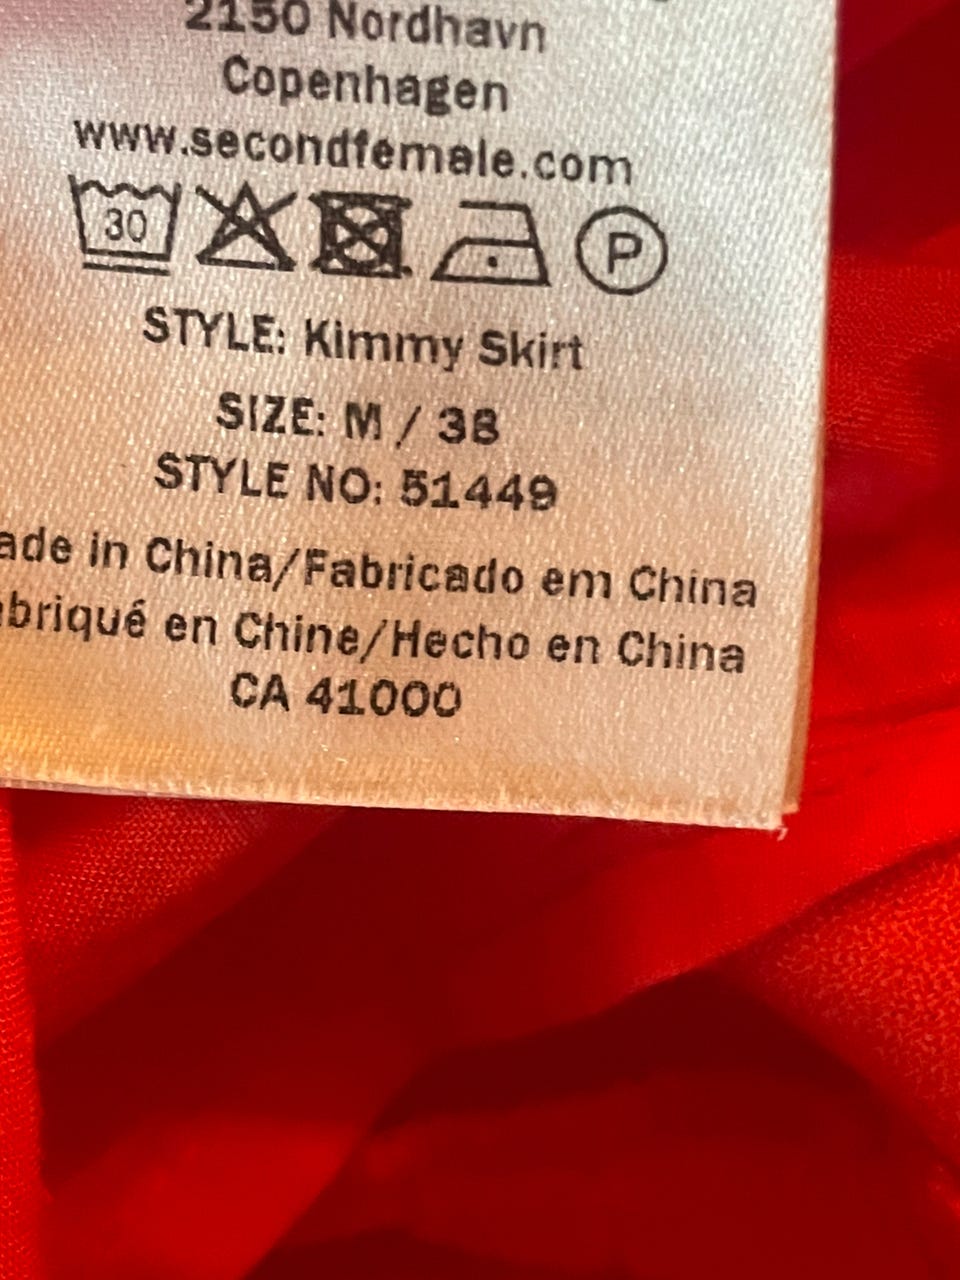 2150 Nordhavn
Copenhagen
www.secondfemale.com
30 P
STYLE: Kimmy Skirt
SIZE: M / 38
STYLE NO: 51449
ade in China/Fabricado em China
briqué en Chine/Hecho en China
CA 41000